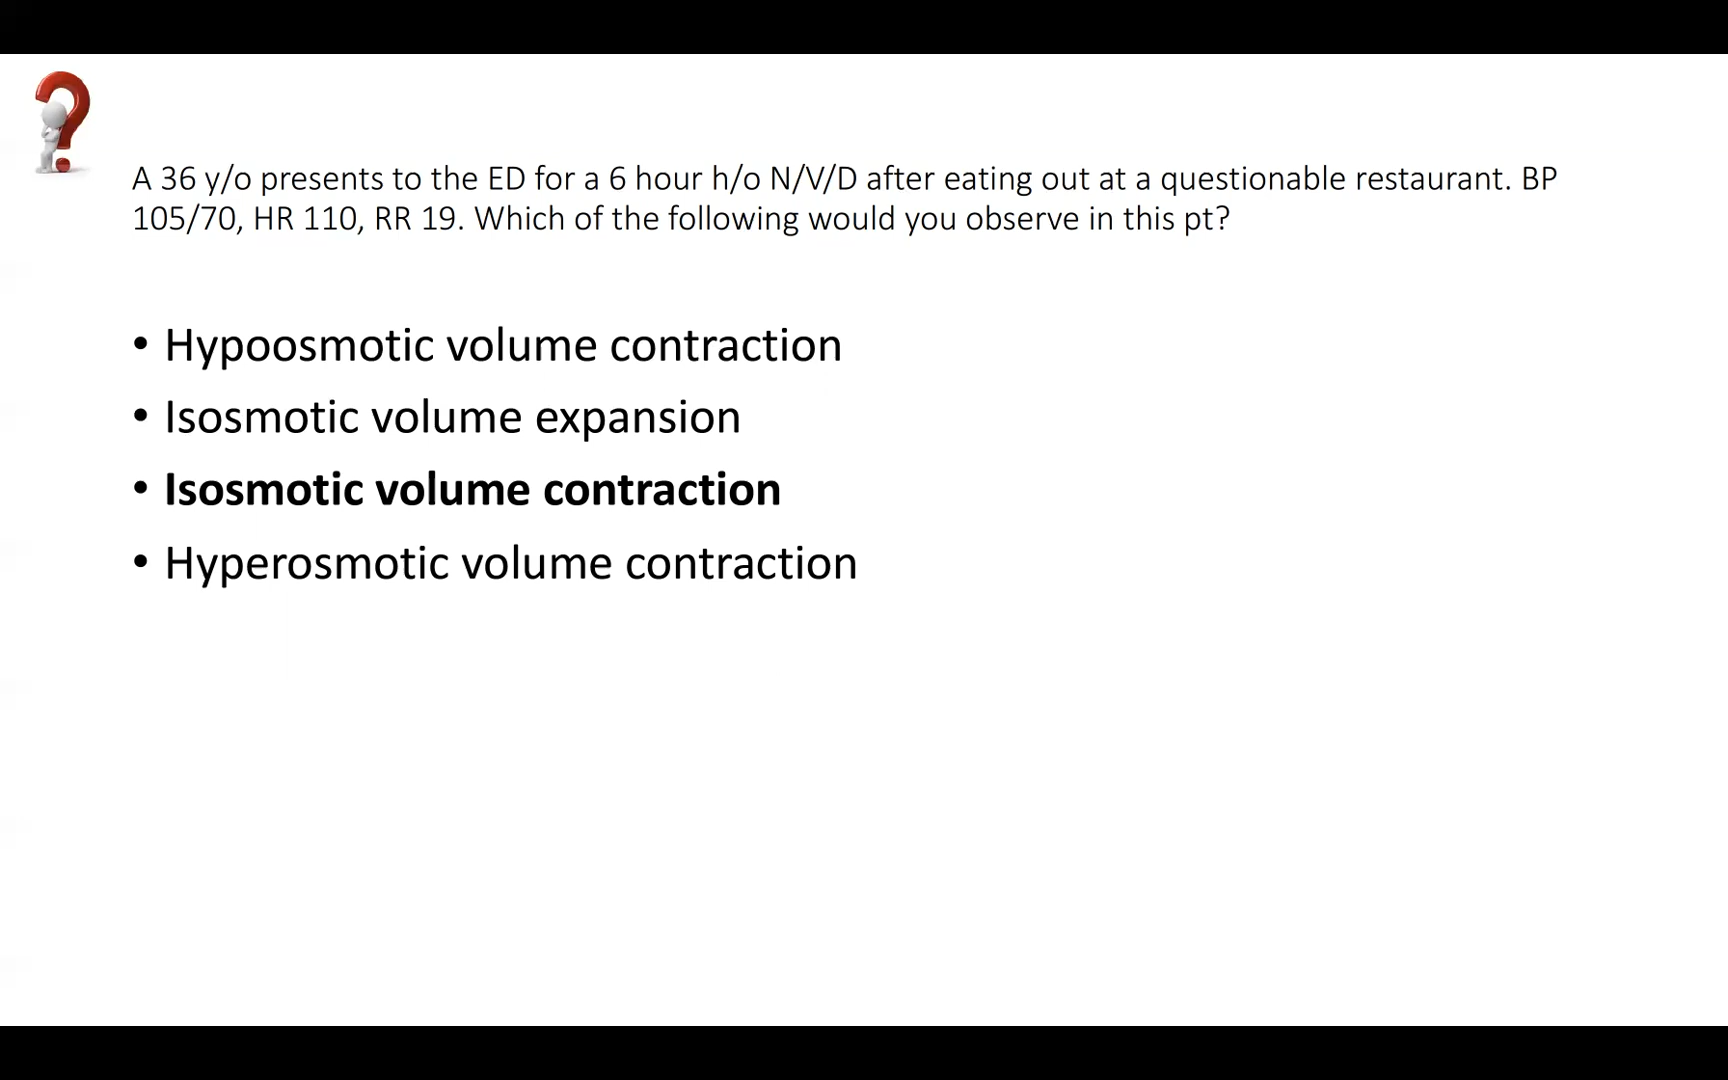 A 36 y/o presents to the ED for a 6 hour h/o N/V/D after eating out at a questionable restaurant. BP
105/70, HR 110, RR 19. Which of the following would you observe in this pt?
• Hypoosmotic volume contraction
• Isosmotic volume expansion
• Isosmotic volume contraction
• Hyperosmotic volume contraction